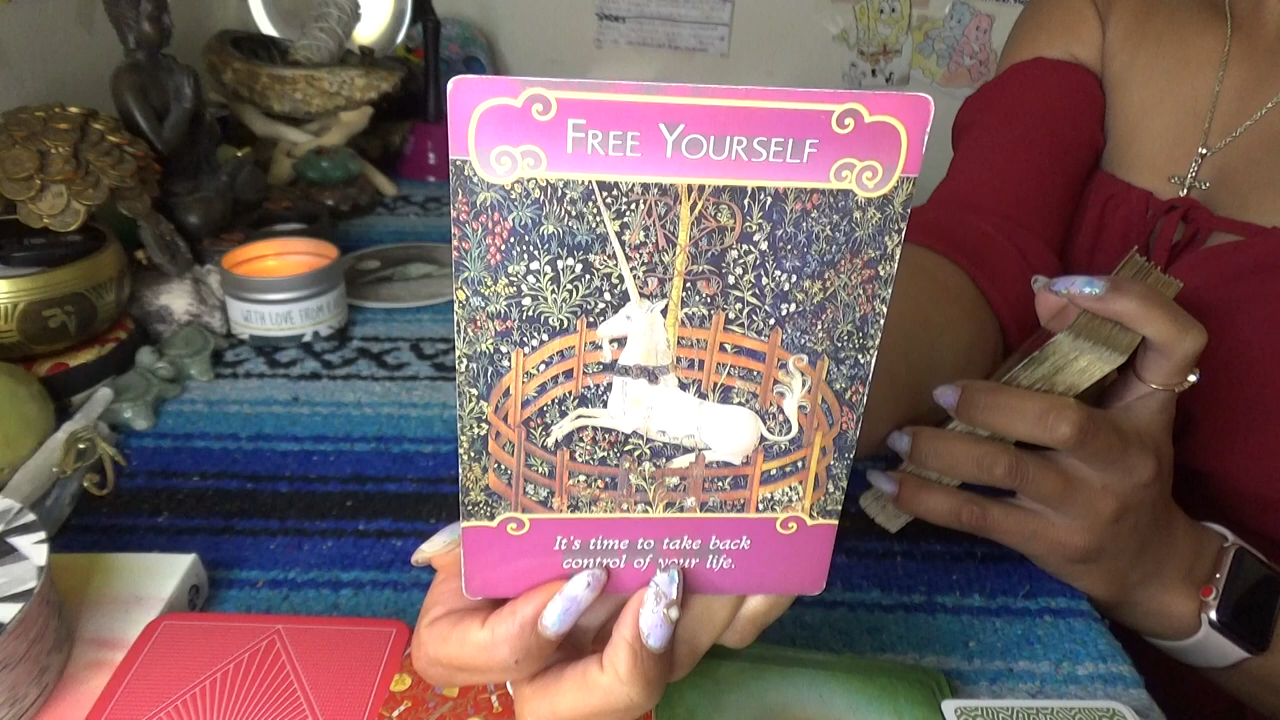 FREE YOURSELF
WITH LOVE FROM
It's time to take back
control of your life.